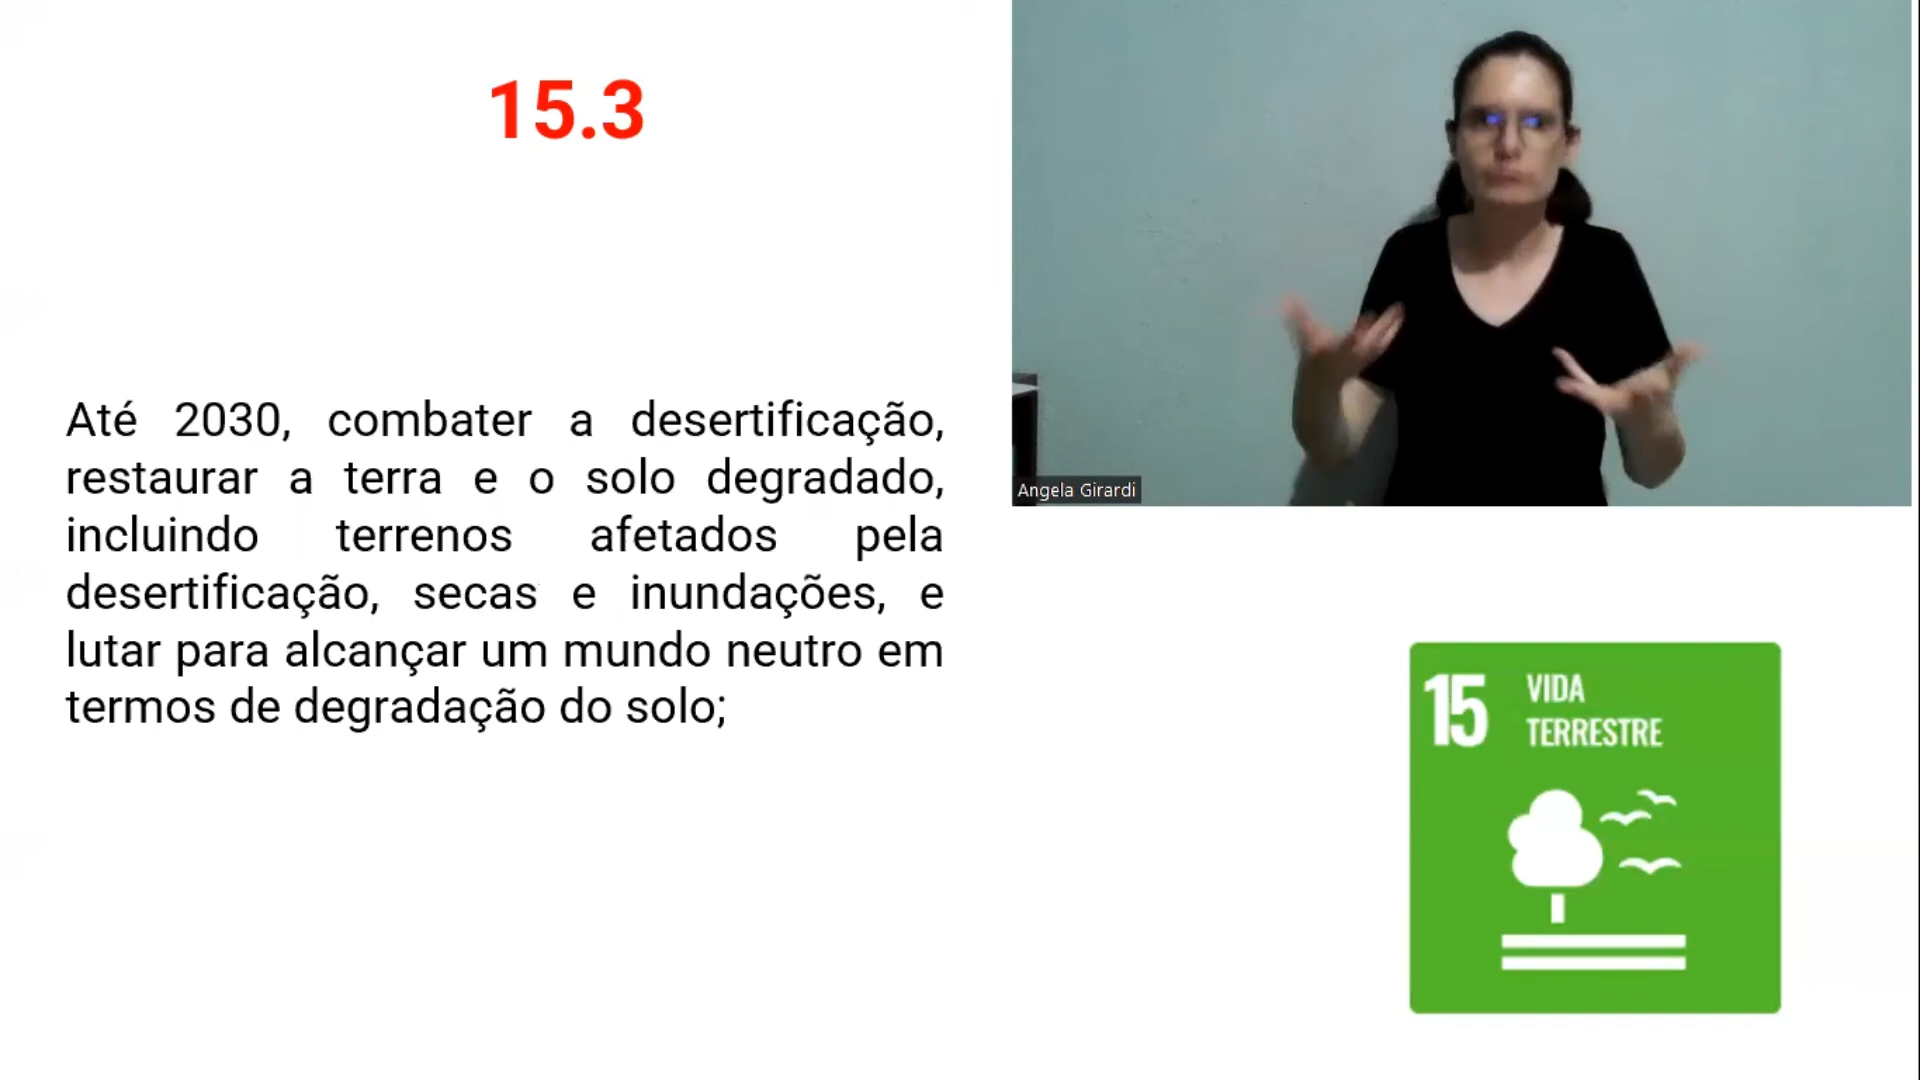 15.3
Até 2030, combater a desertificação,
restaurar a terra e o solo degradado,
incluindo terrenos afetados pela
desertificação, secas e inundações, e
lutar para alcançar um mundo neutro em
termos de degradação do solo;
Angela Girardi
15 VIDA
TERRESTRE